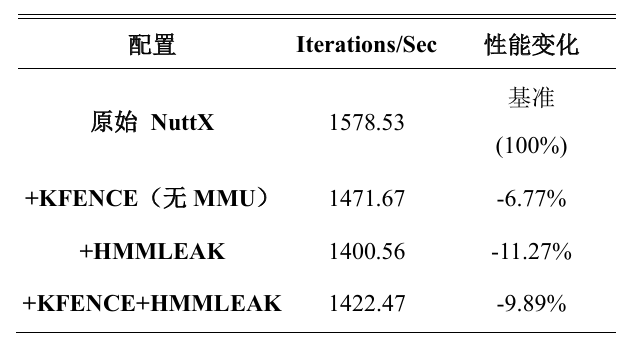 配置 Iterations/Sec 性能变化
基准
原始 NuttX 1578.53
(100%)
+KFENCE（无 MMU） 1471.67 -6.77%
+HMMLEAK 1400.56 -11.27%
+KFENCE+HMMLEAK 1422.47 -9.89%